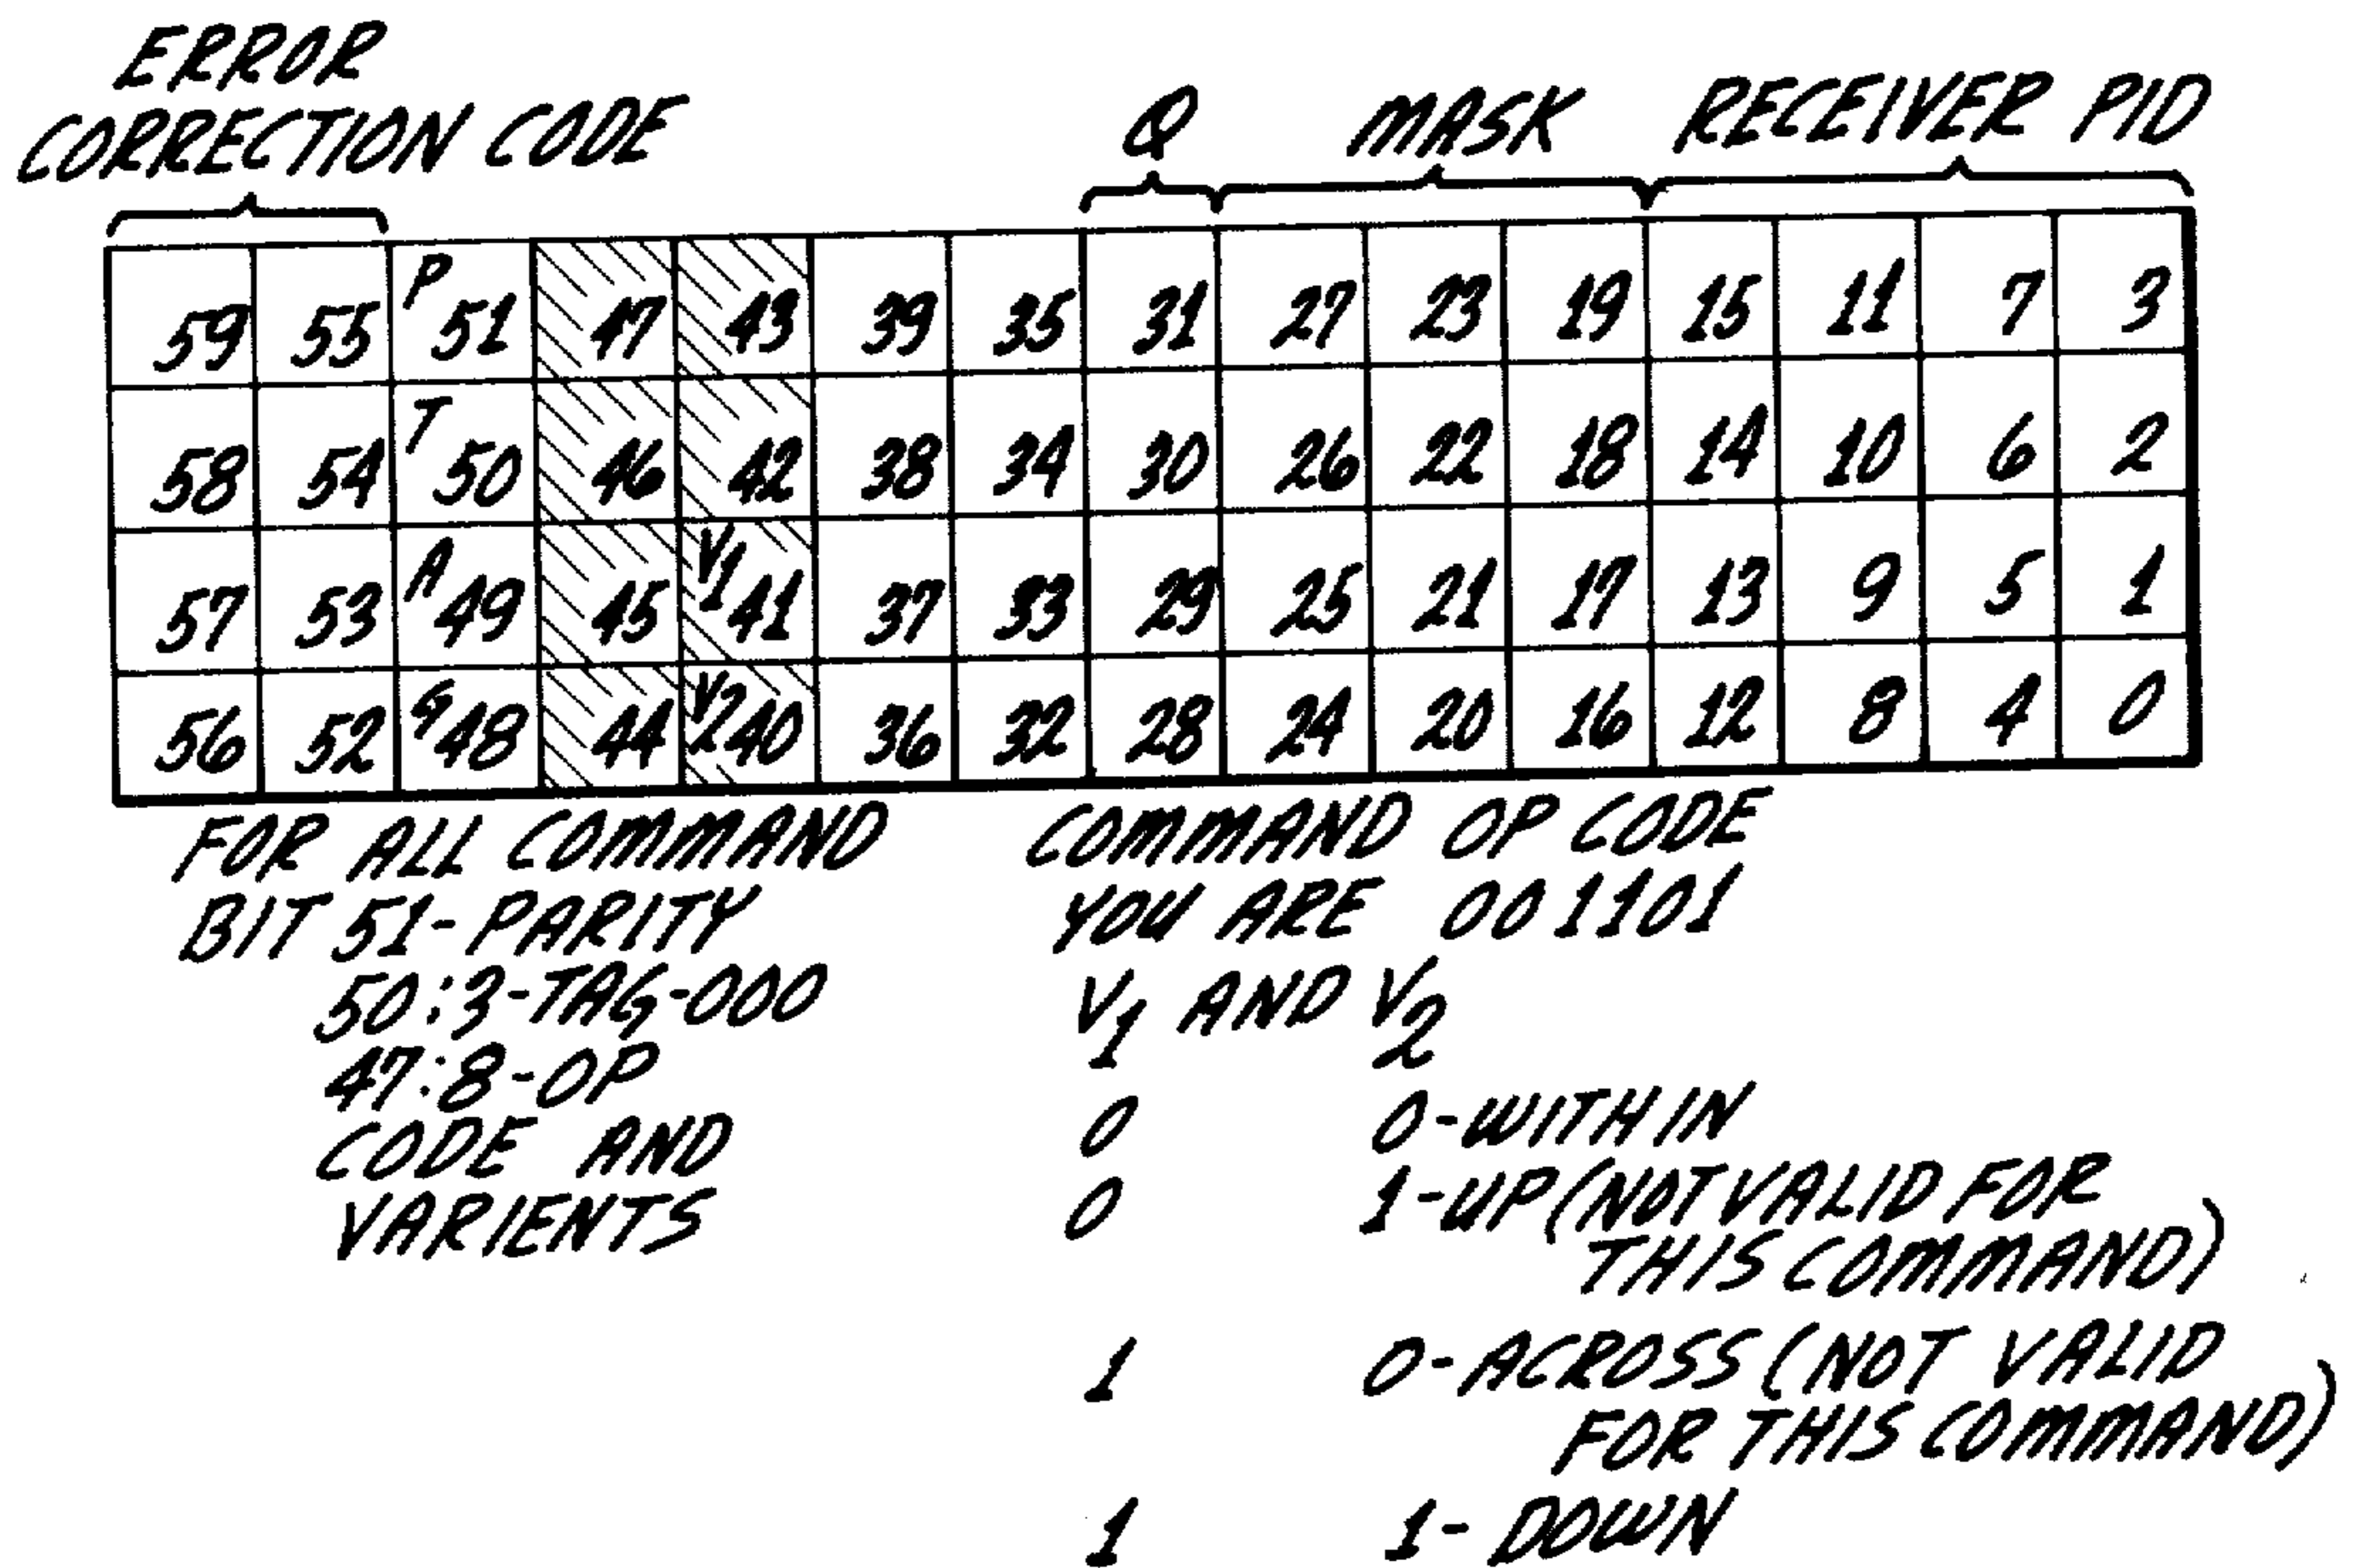 ERROR
CORRECTION CODE
Q MASK RECEIVER PID
59 55 P 51 47 43 39 35 31 27 23 19 15 11 7 3
58 54 T 50 46 42 38 34 30 26 22 18 14 10 6 2
57 53 A 49 45 V1 41 37 33 29 25 21 17 13 9 5 1
56 52 G 48 44 V2 40 36 32 28 24 20 16 12 8 4 0
FOR ALL COMMAND
BIT 51-PARITY
50:3-TAG-000
47:8-OP
CODE AND
VARIENTS
COMMAND OP CODE
YOU ARE 001101
V1 AND V2
0 0-WITHIN
0 1-UP (NOT VALID FOR
THIS COMMAND)
1 0-ACROSS (NOT VALID
FOR THIS COMMAND)
1 1-DOWN